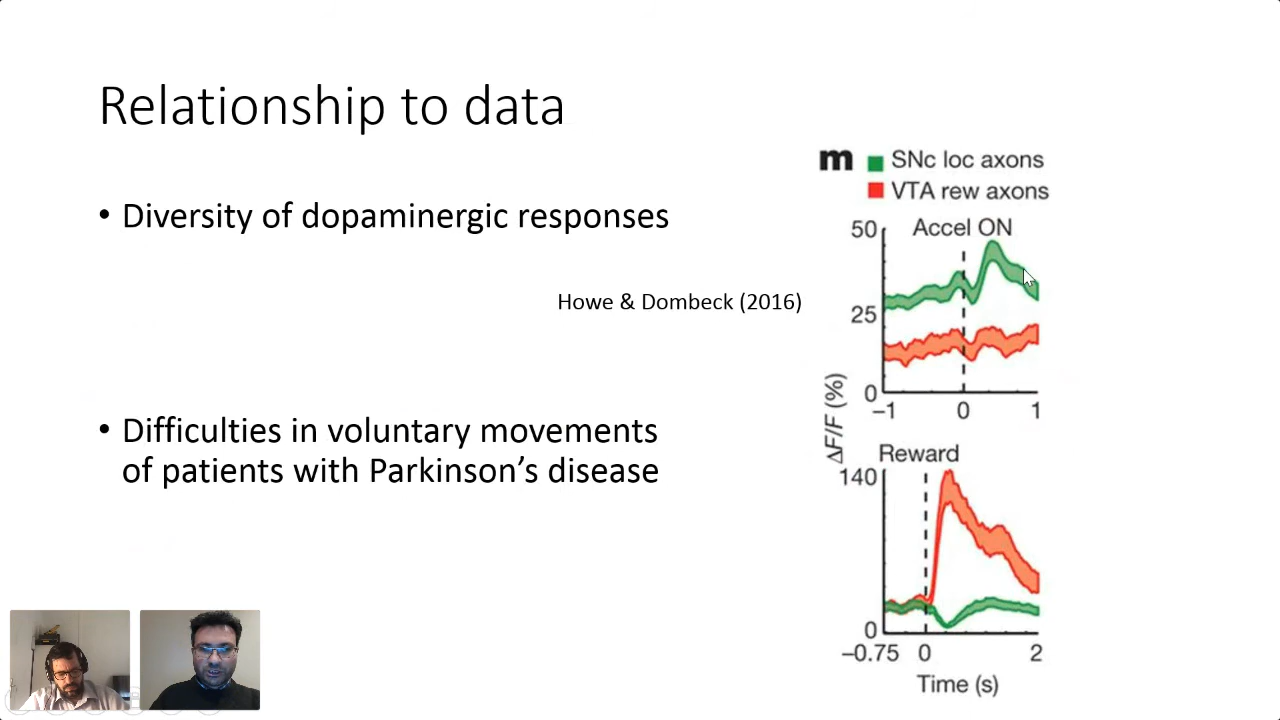 Relationship to data
• Diversity of dopaminergic responses
Howe & Dombeck (2016)
• Difficulties in voluntary movements
of patients with Parkinson’s disease
m
SNc loc axons
VTA rew axons
Accel ON
50
25
0
−1 0 1
ΔF/F (%)
Reward
140
0
−0.75 0 2
Time (s)